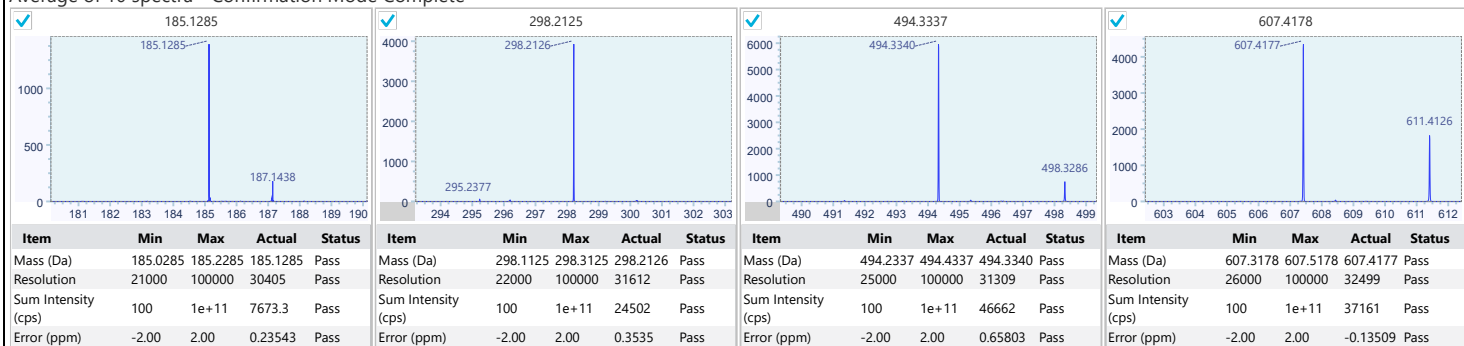 Average of 10 spectra - Confirmation Mode Complete
185.1285
185.1285
187.1438
1000
500
0
181 182 183 184 185 186 187 188 189 190
Item Min Max Actual Status
Mass (Da) 185.0285 185.2285 185.1285 Pass
Resolution 21000 100000 30405 Pass
Sum Intensity
(cps) 100 1e+11 7673.3 Pass
Error (ppm) -2.00 2.00 0.23543 Pass
298.2125
298.2126
295.2377
4000
3000
2000
1000
0
294 295 296 297 298 299 300 301 302 303
Item Min Max Actual Status
Mass (Da) 298.1125 298.3125 298.2126 Pass
Resolution 22000 100000 31612 Pass
Sum Intensity
(cps) 100 1e+11 24502 Pass
Error (ppm) -2.00 2.00 0.3535 Pass
494.3337
494.3340
498.3286
6000
5000
4000
3000
2000
1000
0
490 491 492 493 494 495 496 497 498 499
Item Min Max Actual Status
Mass (Da) 494.2337 494.4337 494.3340 Pass
Resolution 25000 100000 31309 Pass
Sum Intensity
(cps) 100 1e+11 46662 Pass
Error (ppm) -2.00 2.00 0.65803 Pass
607.4178
607.4177
611.4126
4000
3000
2000
1000
0
603 604 605 606 607 608 609 610 611 612
Item Min Max Actual Status
Mass (Da) 607.3178 607.5178 607.4177 Pass
Resolution 26000 100000 32499 Pass
Sum Intensity
(cps) 100 1e+11 37161 Pass
Error (ppm) -2.00 2.00 -0.13509 Pass